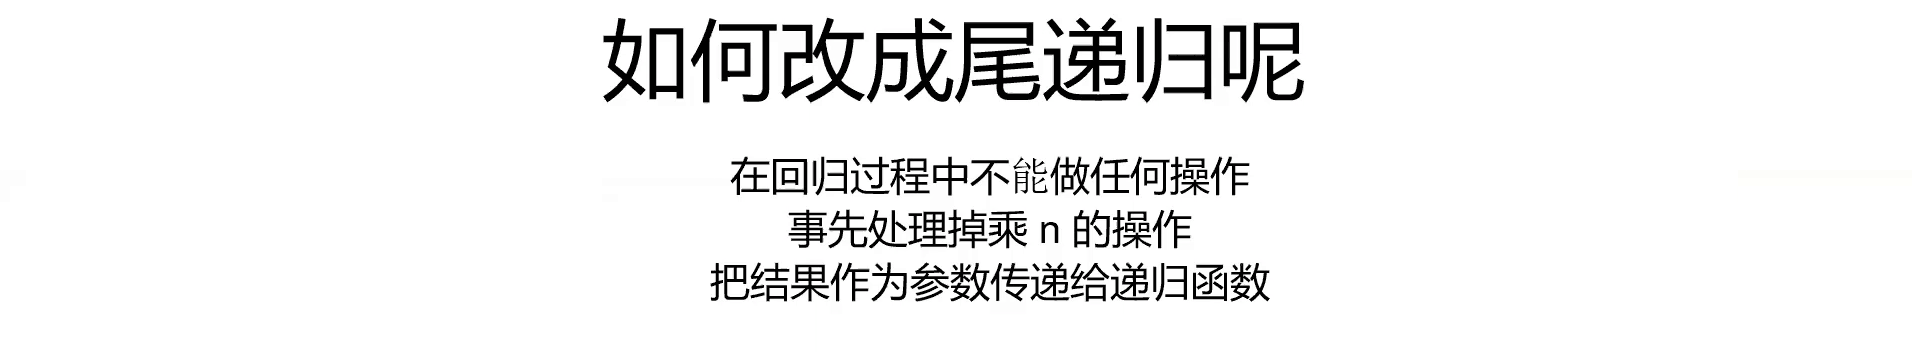 如何改成尾递归呢
在回归过程中不能做任何操作
事先处理掉乘 n 的操作
把结果作为参数传递给递归函数